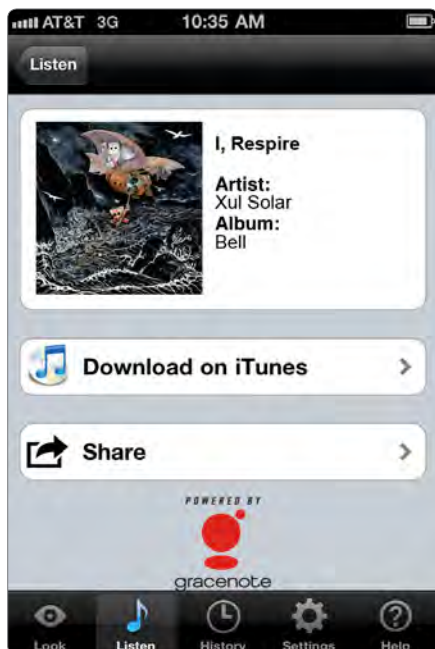 AT&T 3G 10:35 AM
Listen
I, Respire
Artist:
Xul Solar
Album:
Bell
Download on iTunes
Share
POWERED BY
gracenote
Look Listen History Settings Help